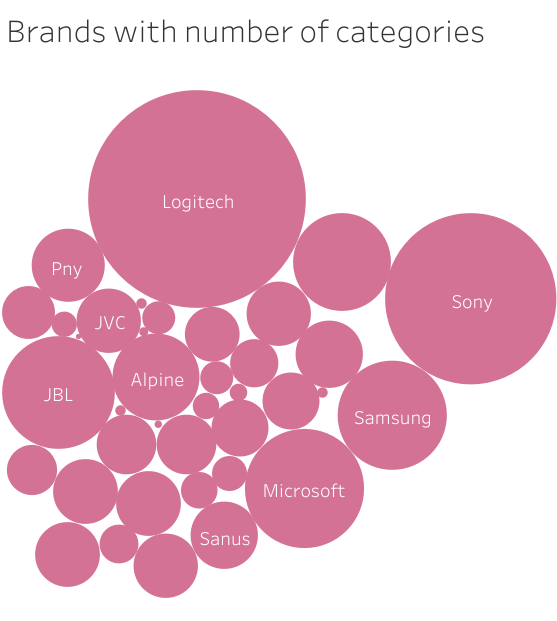 Brands with number of categories
Logitech
Pny
Sony
JVC
Alpine
JBL
Samsung
Microsoft
Sanus